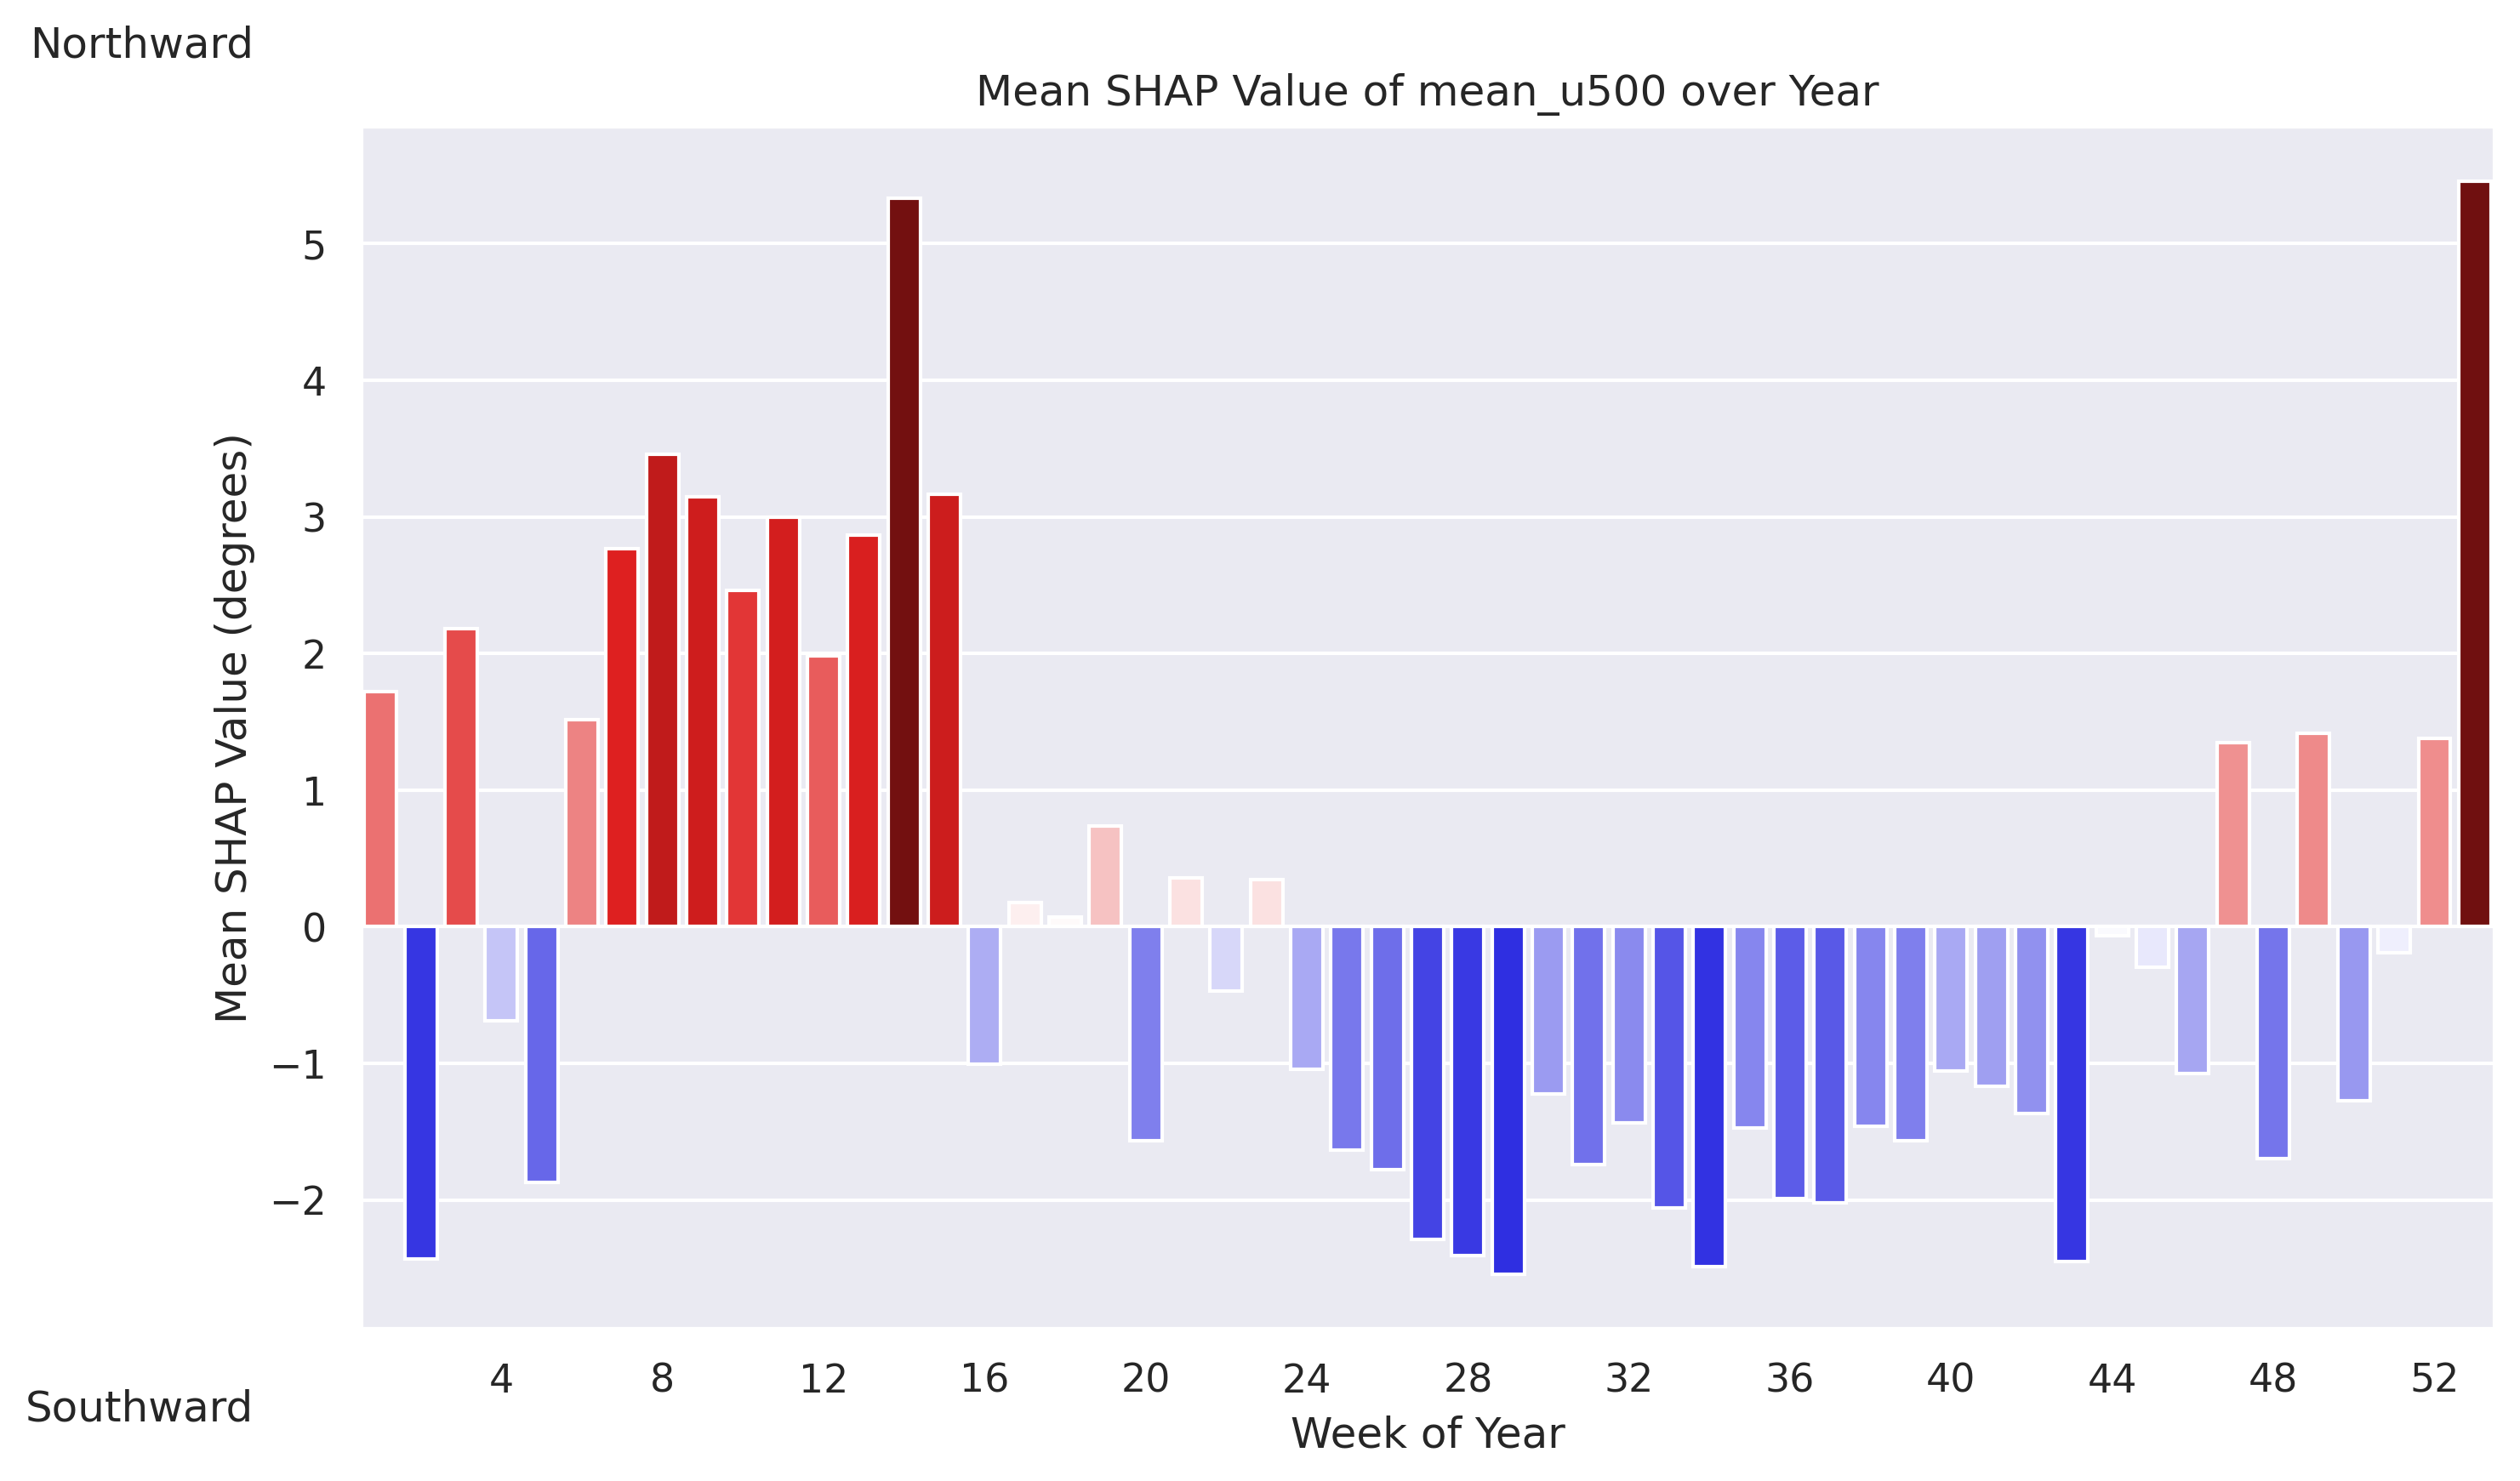 Northward
Mean SHAP Value of mean_u500 over Year
Mean SHAP Value (degrees)
5
4
3
2
1
0
−1
−2
4 8 12 16 20 24 28 32 36 40 44 48 52
Southward
Week of Year